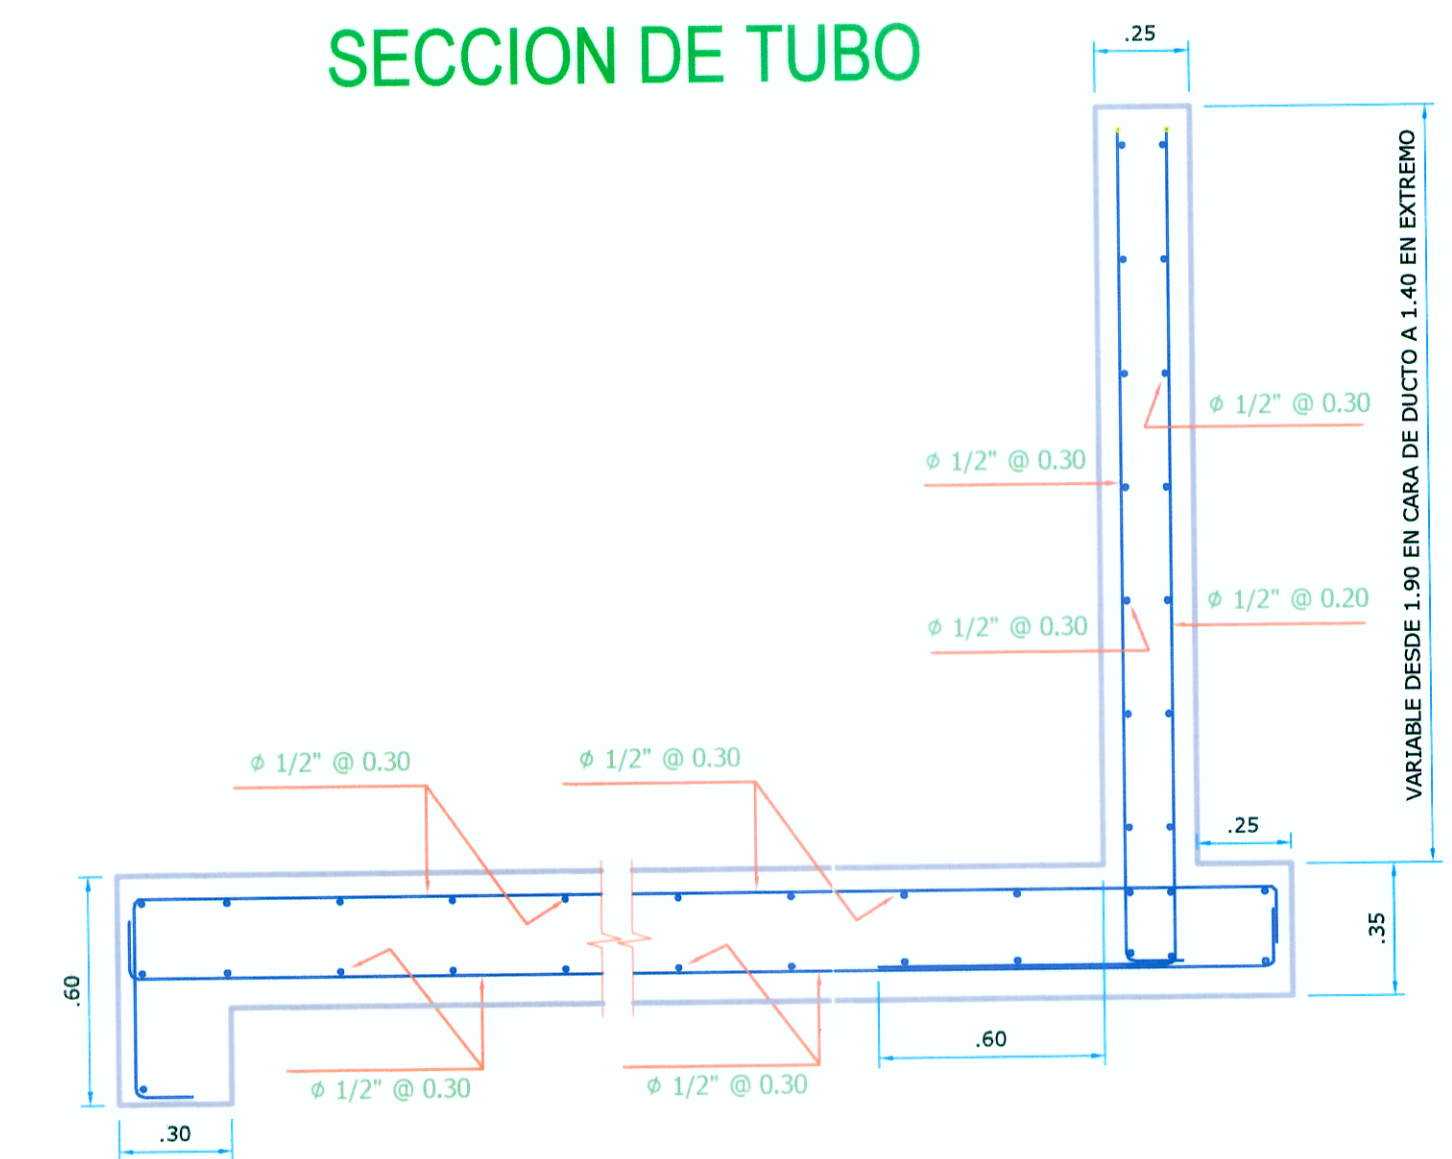 SECCION DE TUBO
.25
VARIABLE DESDE 1.90 EN CARA DE DUCTO A 1.40 EN EXTREMO
ϕ 1/2" @ 0.30
ϕ 1/2" @ 0.30
ϕ 1/2" @ 0.20
ϕ 1/2" @ 0.30
ϕ 1/2" @ 0.30
ϕ 1/2" @ 0.30
.25
.35
.60
.60
ϕ 1/2" @ 0.30
ϕ 1/2" @ 0.30
.30